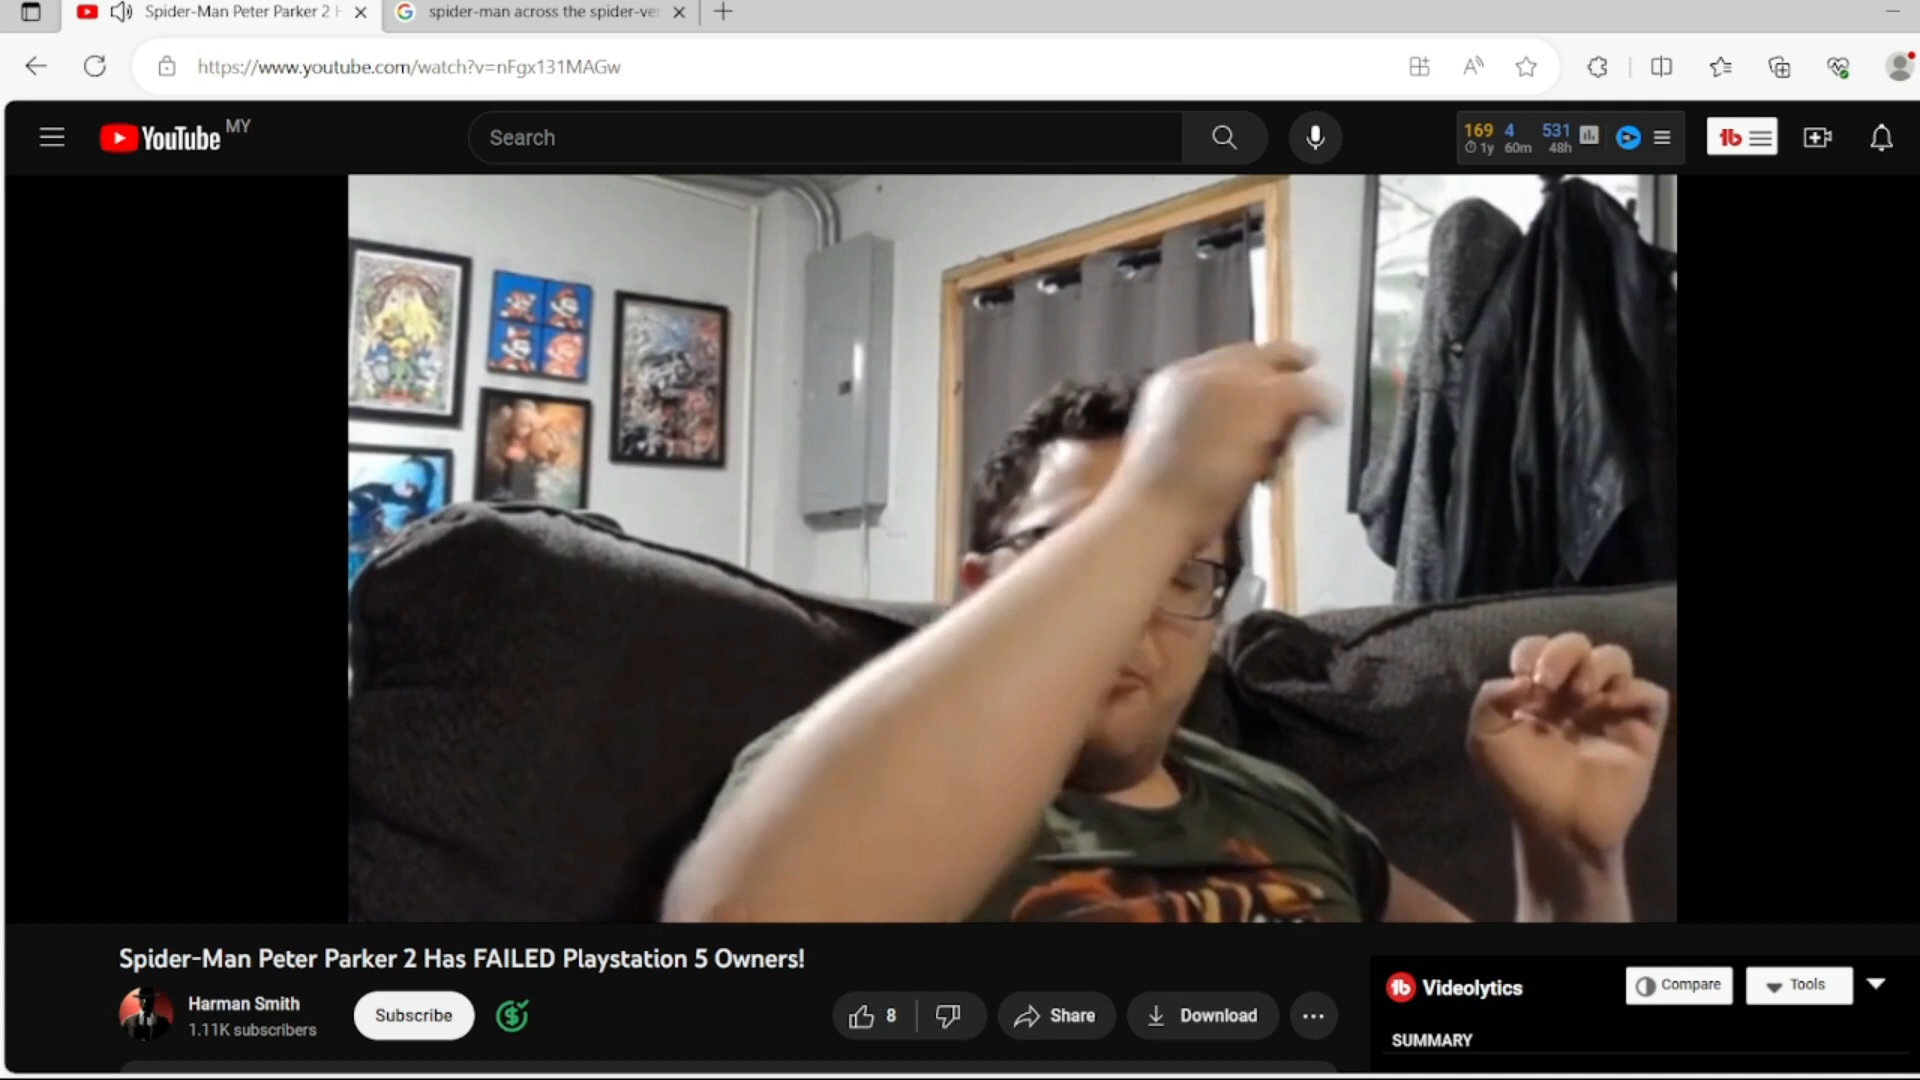 Spider-Man Peter Parker 2 H
spider-man across the spider-ver
https://www.youtube.com/watch?v=nFgx131MAGw
YouTube MY
Search
169 4 531
1y 60m 48h
Spider-Man Peter Parker 2 Has FAILED Playstation 5 Owners!
Harman Smith
1.11K subscribers
Subscribe
8
Share
Download
Videolytics
Compare
Tools
SUMMARY